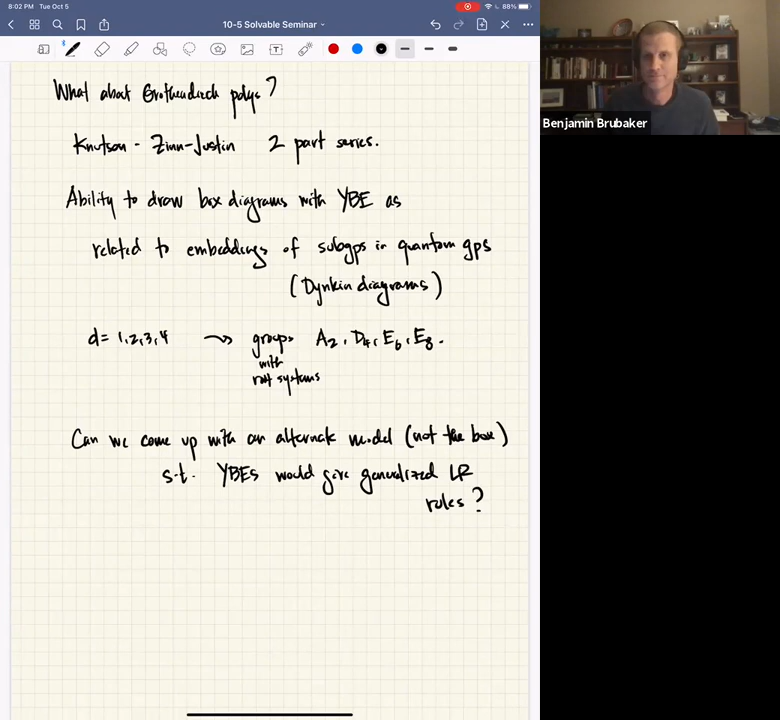 8:02 PM Tue Oct 5
88%
10-5 Solvable Seminar
What about Grothendieck polys?
Knutson - Zinn-Justin 2 part series.
Ability to draw box diagrams with YBE as
related to embeddings of subgps in quantum gps
(Dynkin diagrams)
d = 1,2,3,4 ⇝ groups A₂, D₄, E₆, E₈.
with
root systems
Can we come up with an alternate model (not the box)
s.t. YBEs would give generalized LR
rules?
Benjamin Brubaker